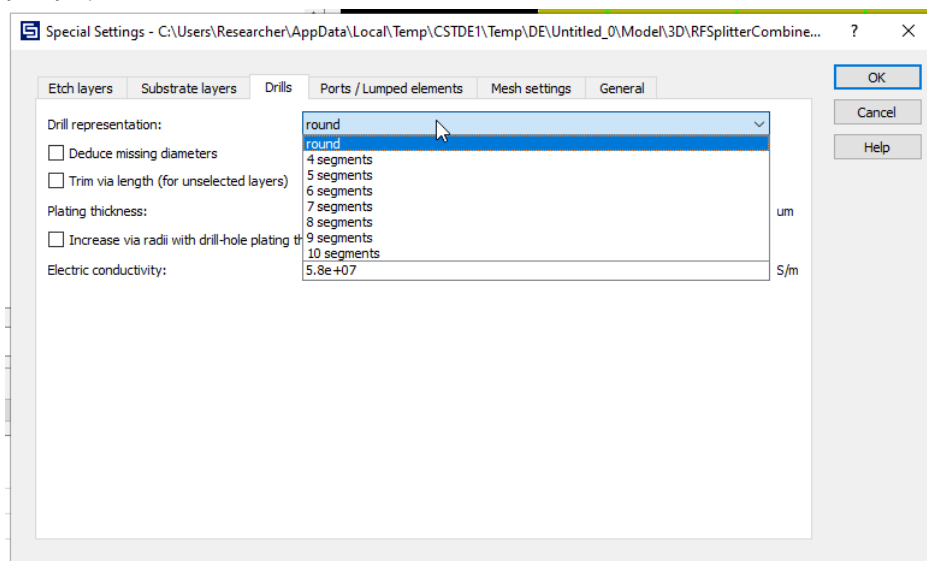 Special Settings - C:\Users\Researcher\AppData\Local\Temp\CSTDE1\Temp\DE\Untitled_0\Model\3D\RFSplitterCombine... ? X
Etch layers Substrate layers Drills Ports / Lumped elements Mesh settings General
OK
Cancel
Help
Drill representation: round
round
4 segments
5 segments
6 segments
7 segments
8 segments
9 segments
10 segments
Deduce missing diameters
Trim via length (for unselected layers)
Plating thickness: um
Increase via radii with drill-hole plating th
Electric conductivity: 5.8e+07 S/m